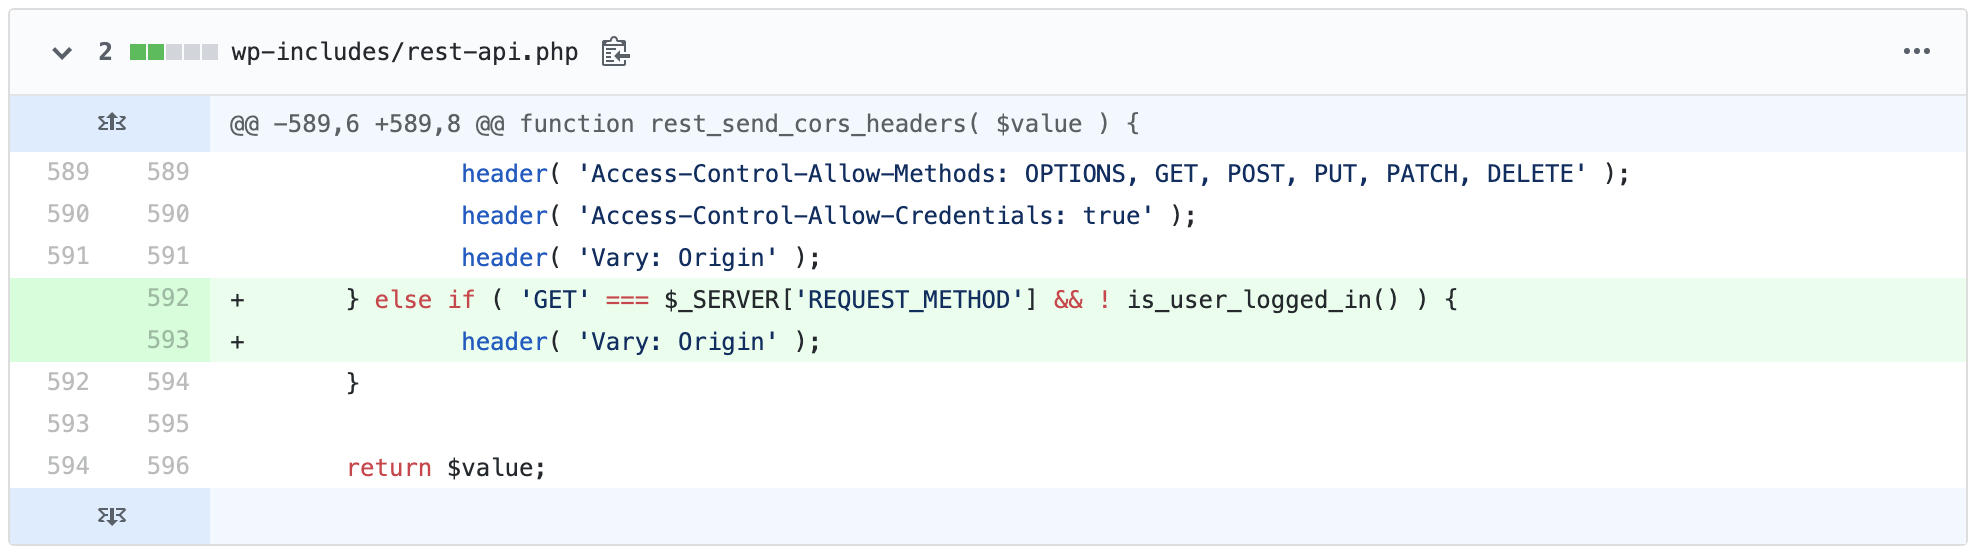 2 wp-includes/rest-api.php
@@ -589,6 +589,8 @@ function rest_send_cors_headers( $value ) {
589 589 header( 'Access-Control-Allow-Methods: OPTIONS, GET, POST, PUT, PATCH, DELETE' );
590 590 header( 'Access-Control-Allow-Credentials: true' );
591 591 header( 'Vary: Origin' );
592 + } else if ( 'GET' === $_SERVER['REQUEST_METHOD'] && ! is_user_logged_in() ) {
593 + header( 'Vary: Origin' );
592 594 }
593 595
594 596 return $value;